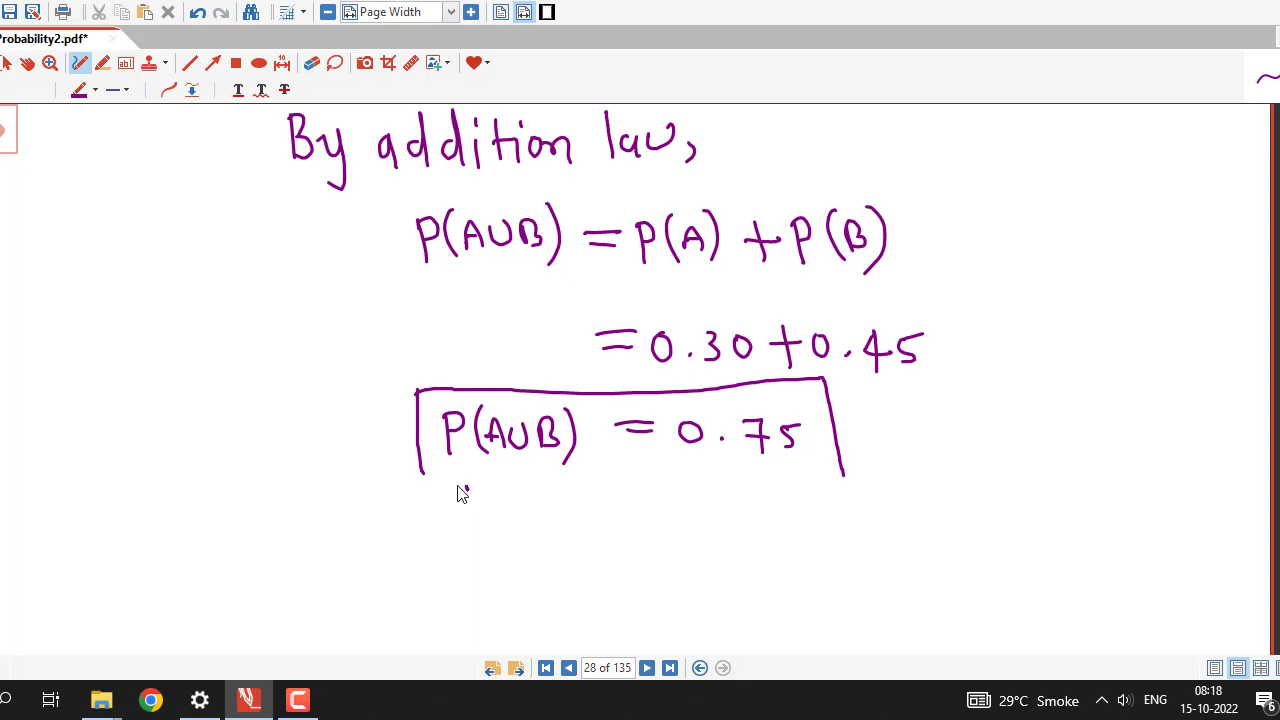 Page Width
Probability2.pdf*
By addition law,
P(A∪B) = P(A) + P(B)
= 0.30 + 0.45
P(A∪B) = 0.75
28 of 135
29°C Smoke
ENG
08:18
15-10-2022
6